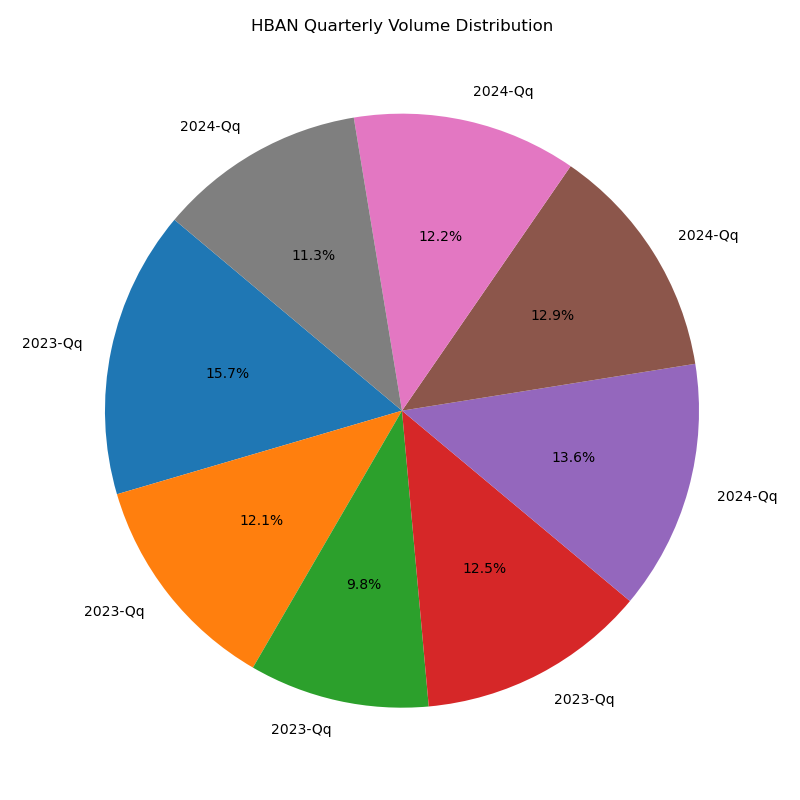 HBAN Quarterly Volume Distribution
2024-Qq
2024-Qq
12.2%
2024-Qq
11.3%
12.9%
2023-Qq
15.7%
13.6%
2024-Qq
12.1%
12.5%
9.8%
2023-Qq
2023-Qq
2023-Qq